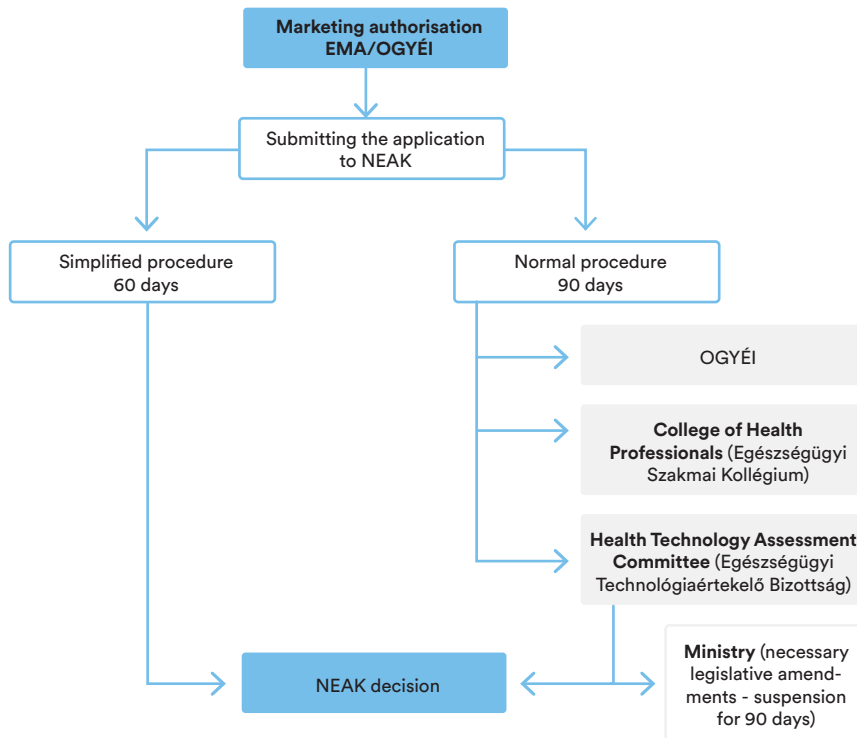 Marketing authorisation
EMA/OGYÉI
Submitting the application
to NEAK
Simplified procedure
60 days
Normal procedure
90 days
OGYÉI
College of Health
Professionals (Egészségügyi
Szakmai Kollégium)
Health Technology Assessment
Committee (Egészségügyi
Technológiaértekelő Bizottság)
NEAK decision
Ministry (necessary
legislative amend-
ments - suspension
for 90 days)